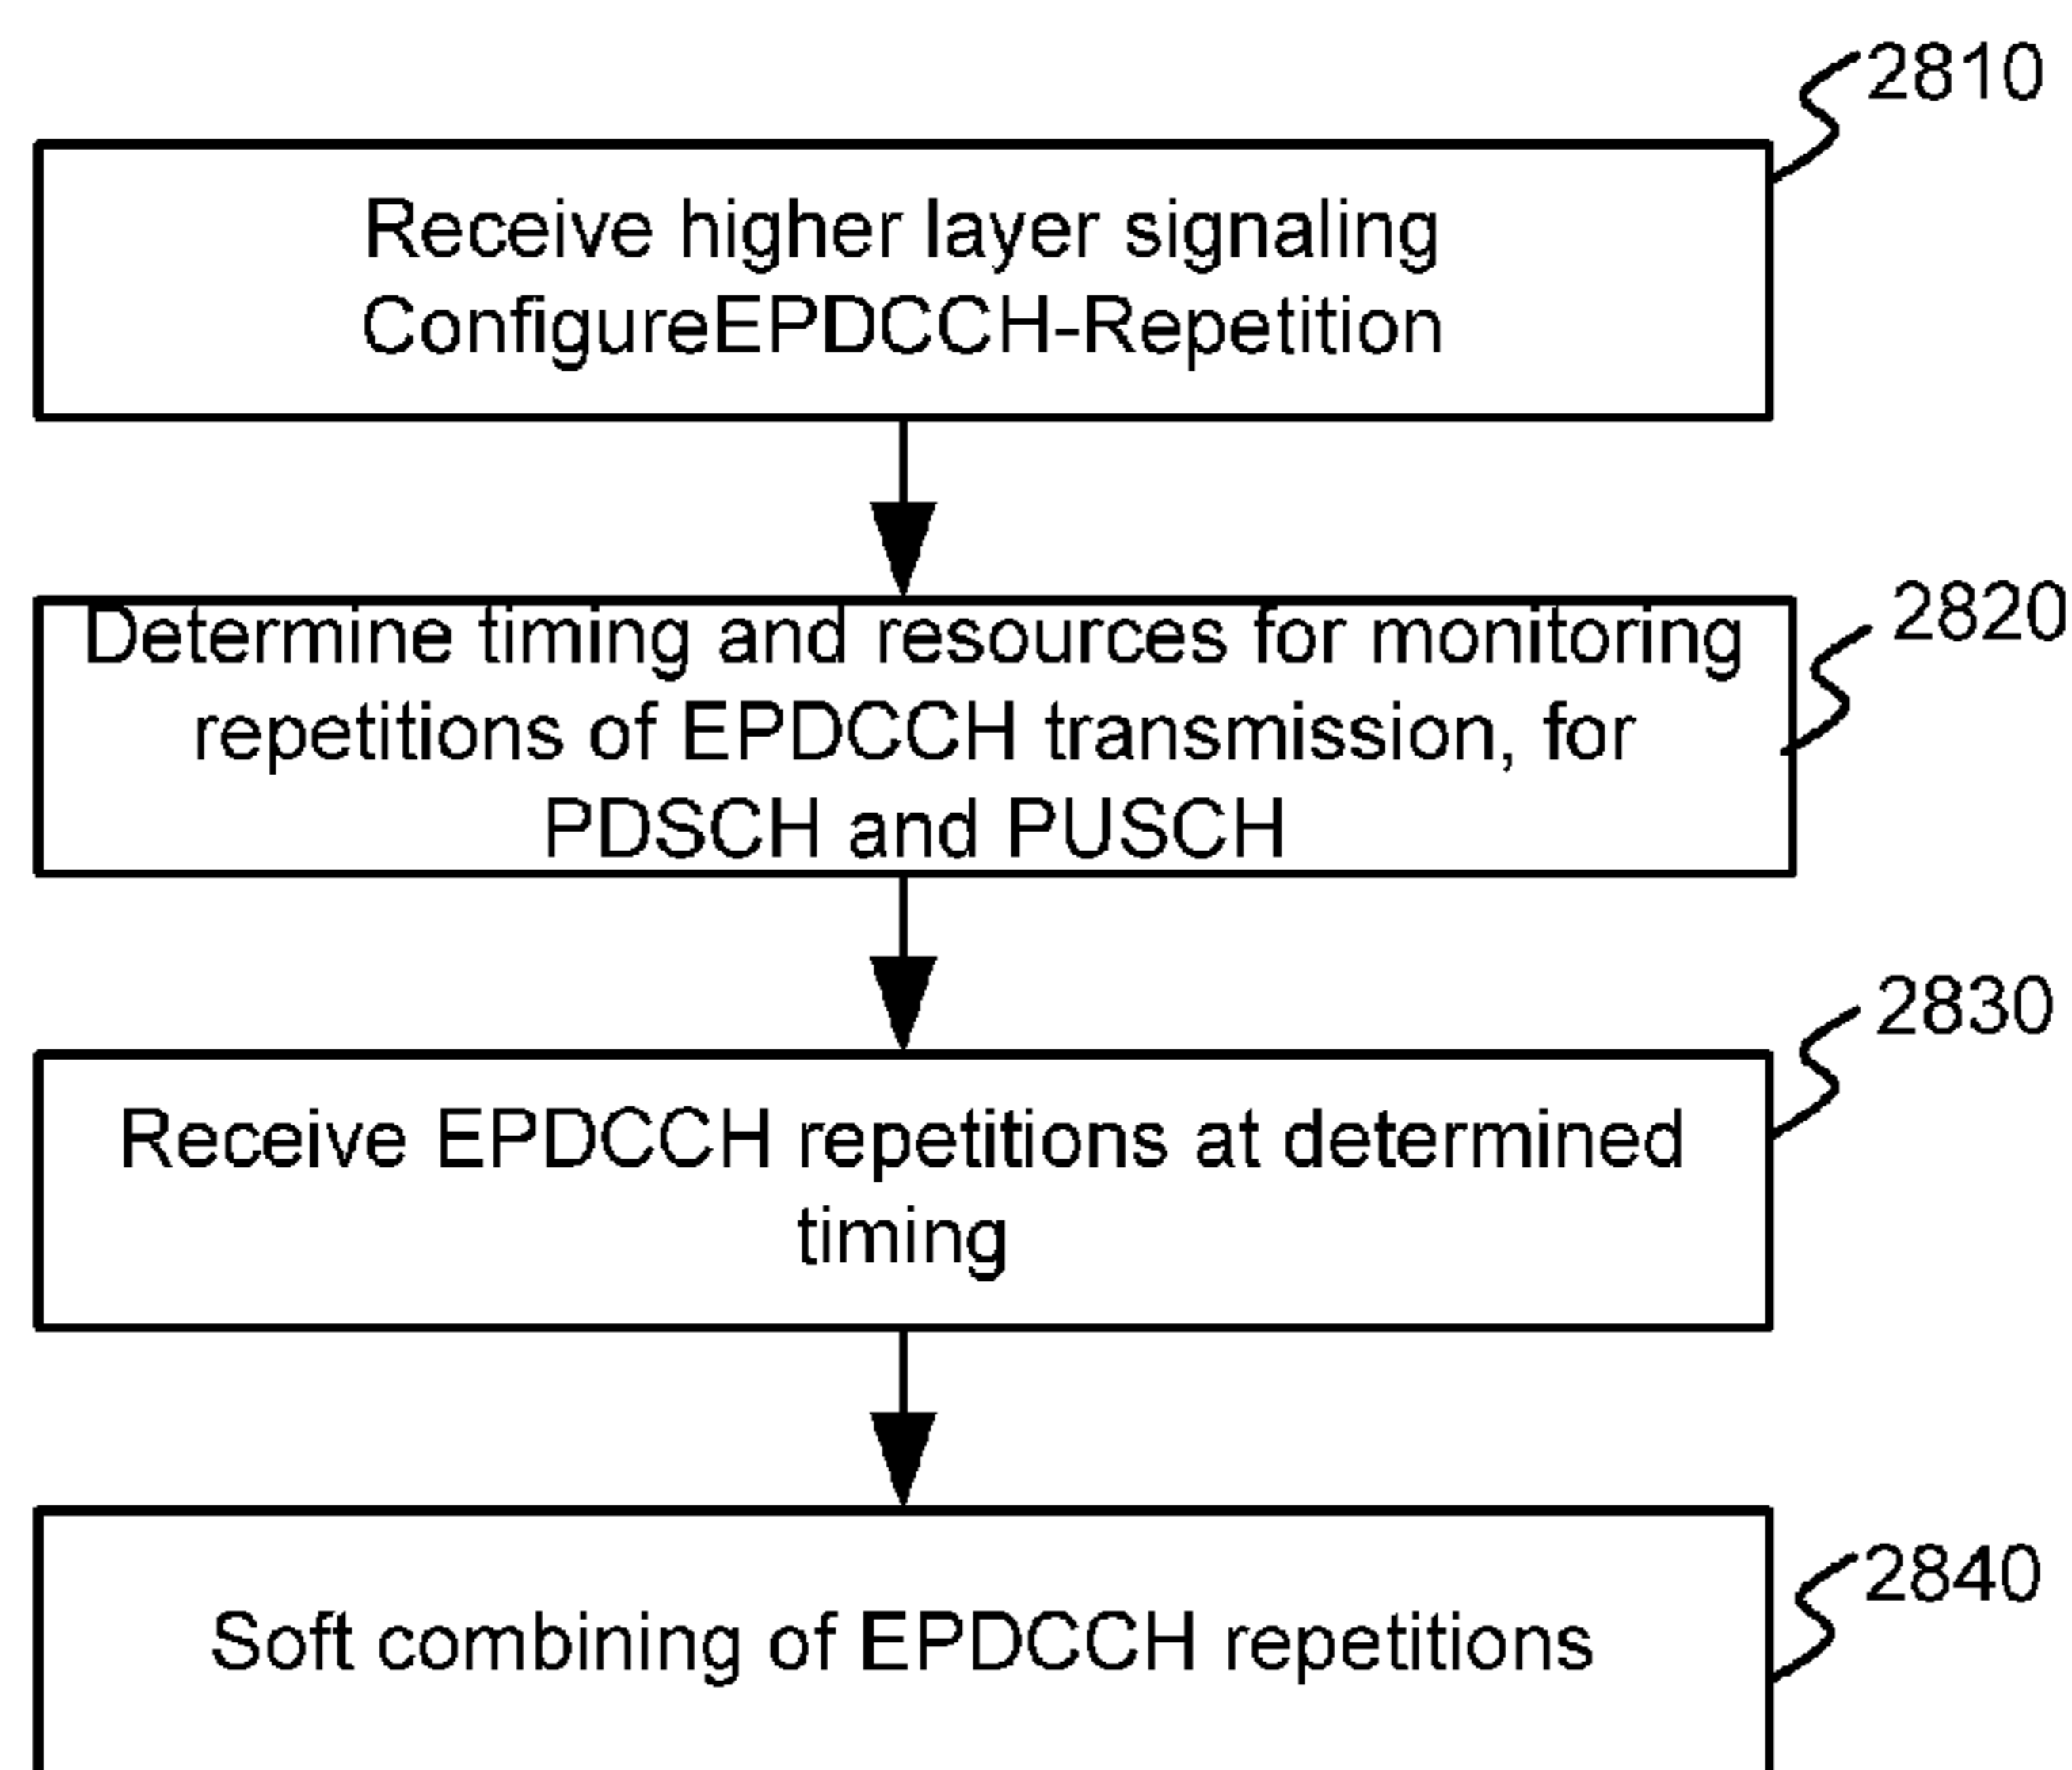 2810
Receive higher layer signaling
ConfigureEPDCCH-Repetition
2820
Determine timing and resources for monitoring
repetitions of EPDCCH transmission, for
PDSCH and PUSCH
2830
Receive EPDCCH repetitions at determined
timing
2840
Soft combining of EPDCCH repetitions